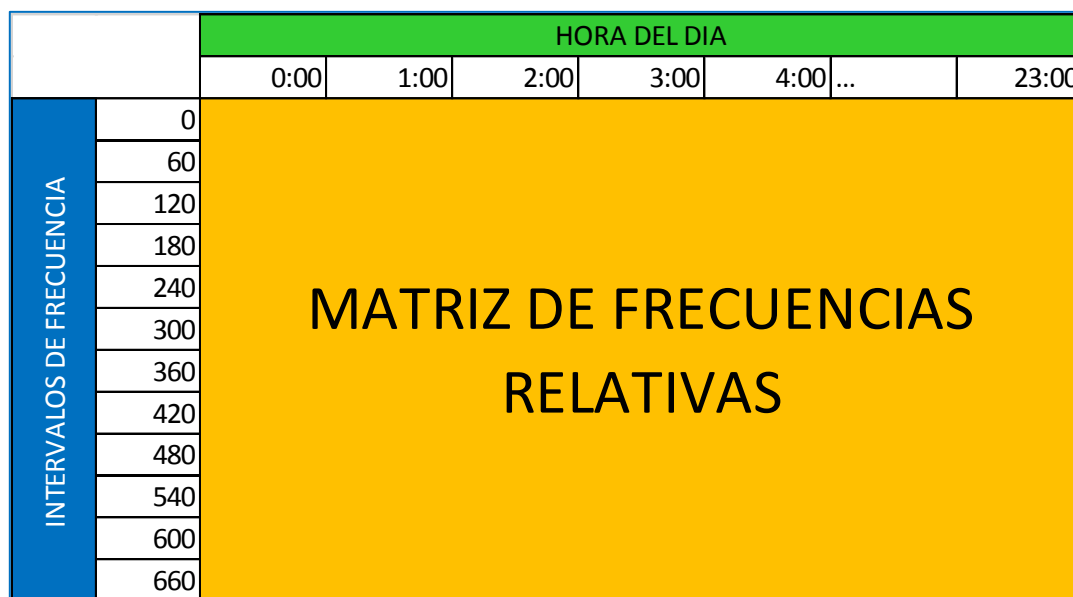 HORA DEL DIA
0:00 1:00 2:00 3:00 4:00 ... 23:00
INTERVALOS DE FRECUENCIA
0
60
120
180
240
300
360
420
480
540
600
660
MATRIZ DE FRECUENCIAS
RELATIVAS